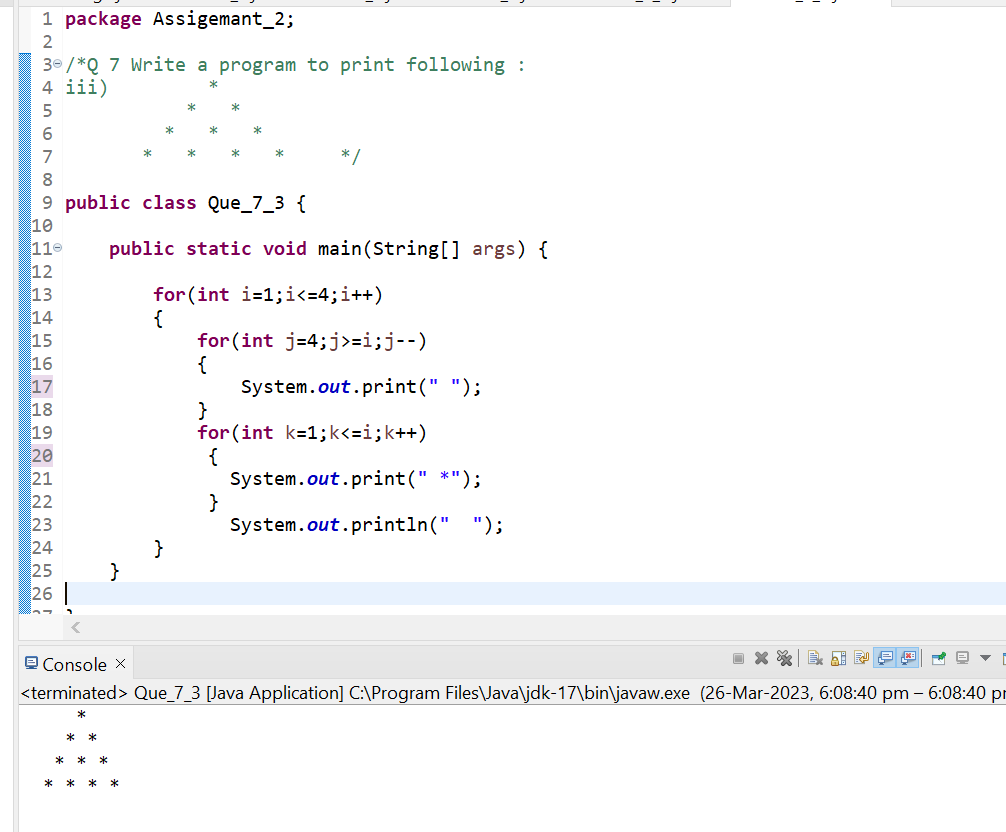 1 package Assigemant_2;
2
3 /*Q 7 Write a program to print following :
4 iii)          *
5            *   *
6          *   *   *
7        *   *   *   *     */
8
9 public class Que_7_3 {
10
11     public static void main(String[] args) {
12
13         for(int i=1;i<=4;i++)
14         {
15             for(int j=4;j>=i;j--)
16             {
17                 System.out.print(" ");
18             }
19             for(int k=1;k<=i;k++)
20              {
21                System.out.print(" *");
22              }
23                System.out.println("  ");
24         }
25     }
26
27 }
Console
<terminated> Que_7_3 [Java Application] C:\Program Files\Java\jdk-17\bin\javaw.exe (26-Mar-2023, 6:08:40 pm – 6:08:40 pm
     *
    * *
   * * *
  * * * *